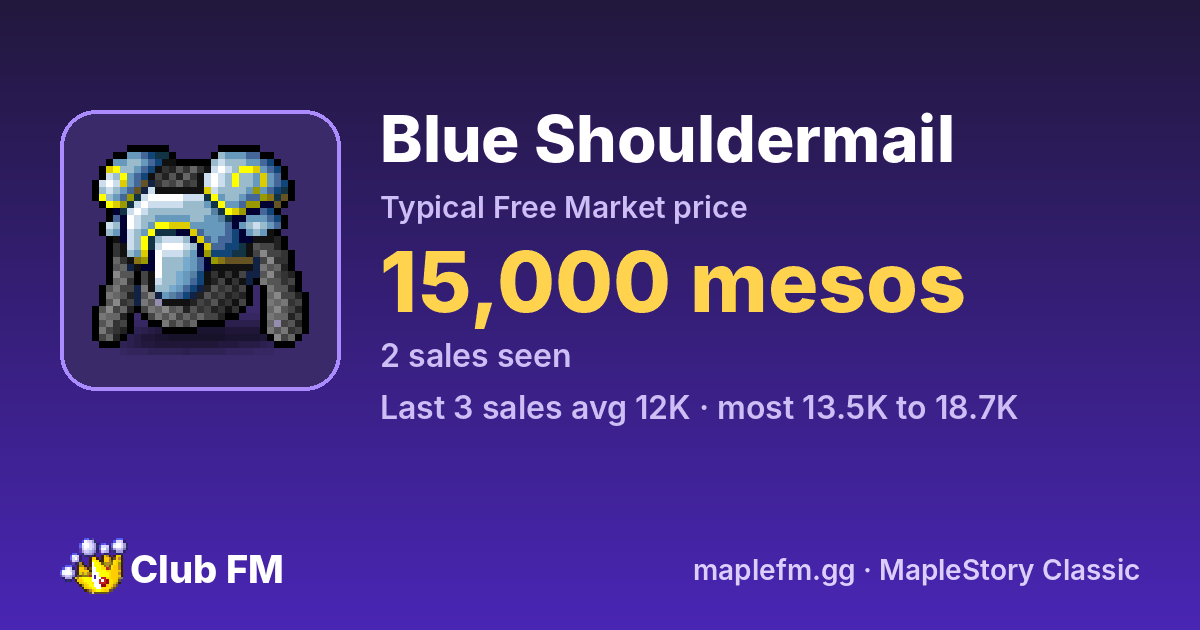 Blue Shouldermail
Typical Free Market price
15,000 mesos
2 sales seen
Last 3 sales avg 12K · most 13.5K to 18.7K
Club FM
maplefm.gg · MapleStory Classic